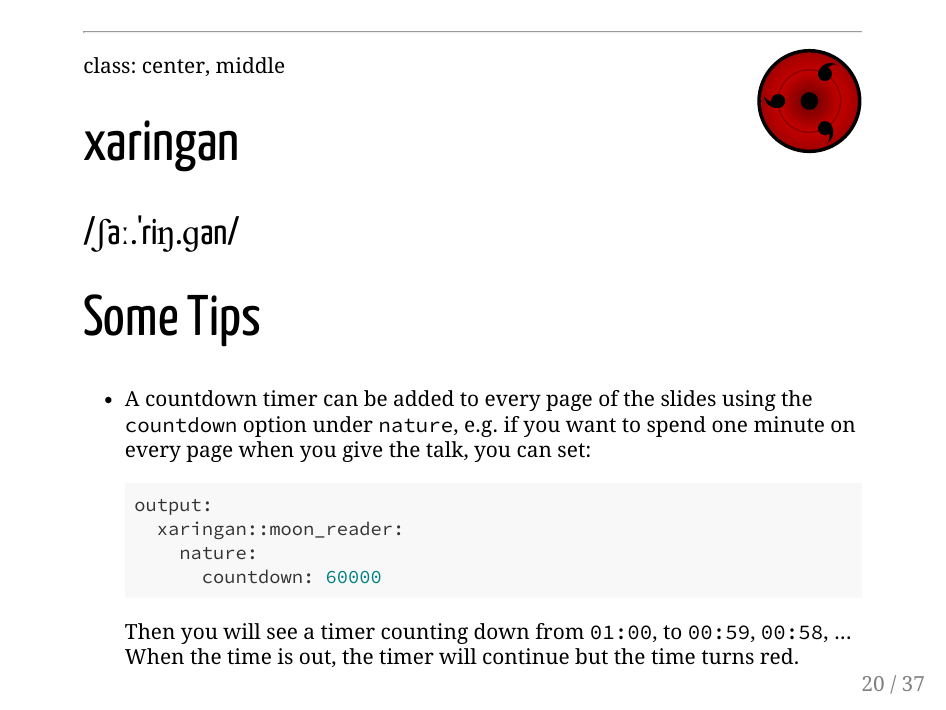 class: center, middle
xaringan
/ʃaː.ˈriŋ.ɡan/
Some Tips
• A countdown timer can be added to every page of the slides using the
countdown option under nature, e.g. if you want to spend one minute on
every page when you give the talk, you can set:
output:
  xaringan::moon_reader:
    nature:
      countdown: 60000
Then you will see a timer counting down from 01:00, to 00:59, 00:58, ...
When the time is out, the timer will continue but the time turns red.
20 / 37